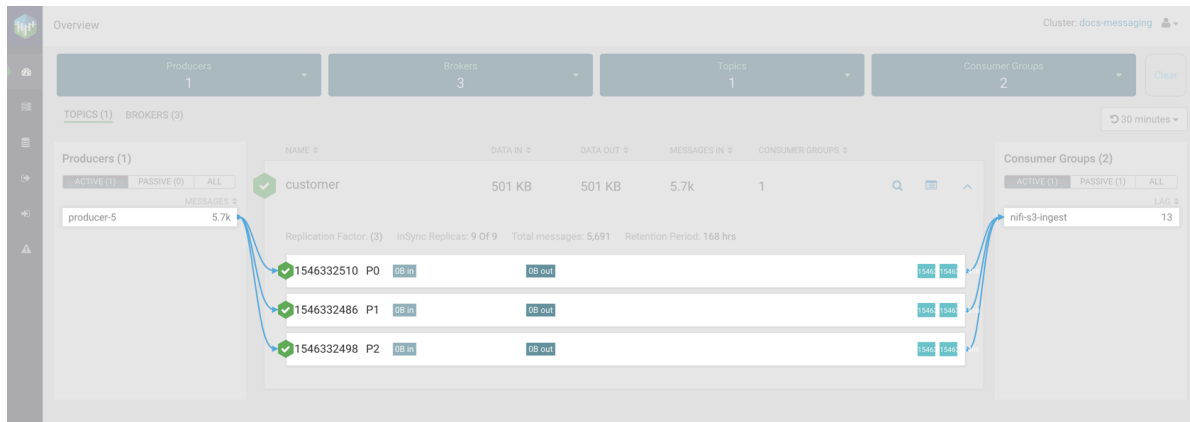 Overview
Cluster: docs-messaging
Producers
1
Brokers
3
Topics
1
Consumer Groups
2
Clear
TOPICS (1) BROKERS (3)
30 minutes
Producers (1)
ACTIVE (1) PASSIVE (0) ALL
MESSAGES
producer-5 5.7k
NAME DATA IN DATA OUT MESSAGES IN CONSUMER GROUPS
customer 501 KB 501 KB 5.7k 1
Replication Factor: (3) InSync Replicas: 9 Of 9 Total messages: 5,691 Retention Period: 168 hrs
1546332510 P0 0B in 0B out
1546332486 P1 0B in 0B out
1546332498 P2 0B in 0B out
Consumer Groups (2)
ACTIVE (1) PASSIVE (1) ALL
LAG
nifi-s3-ingest 13